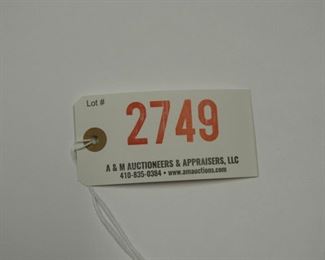 Lot #
2749
A & M AUCTIONEERS & APPRAISERS, LLC
410-835-0384 • www.amauctions.com